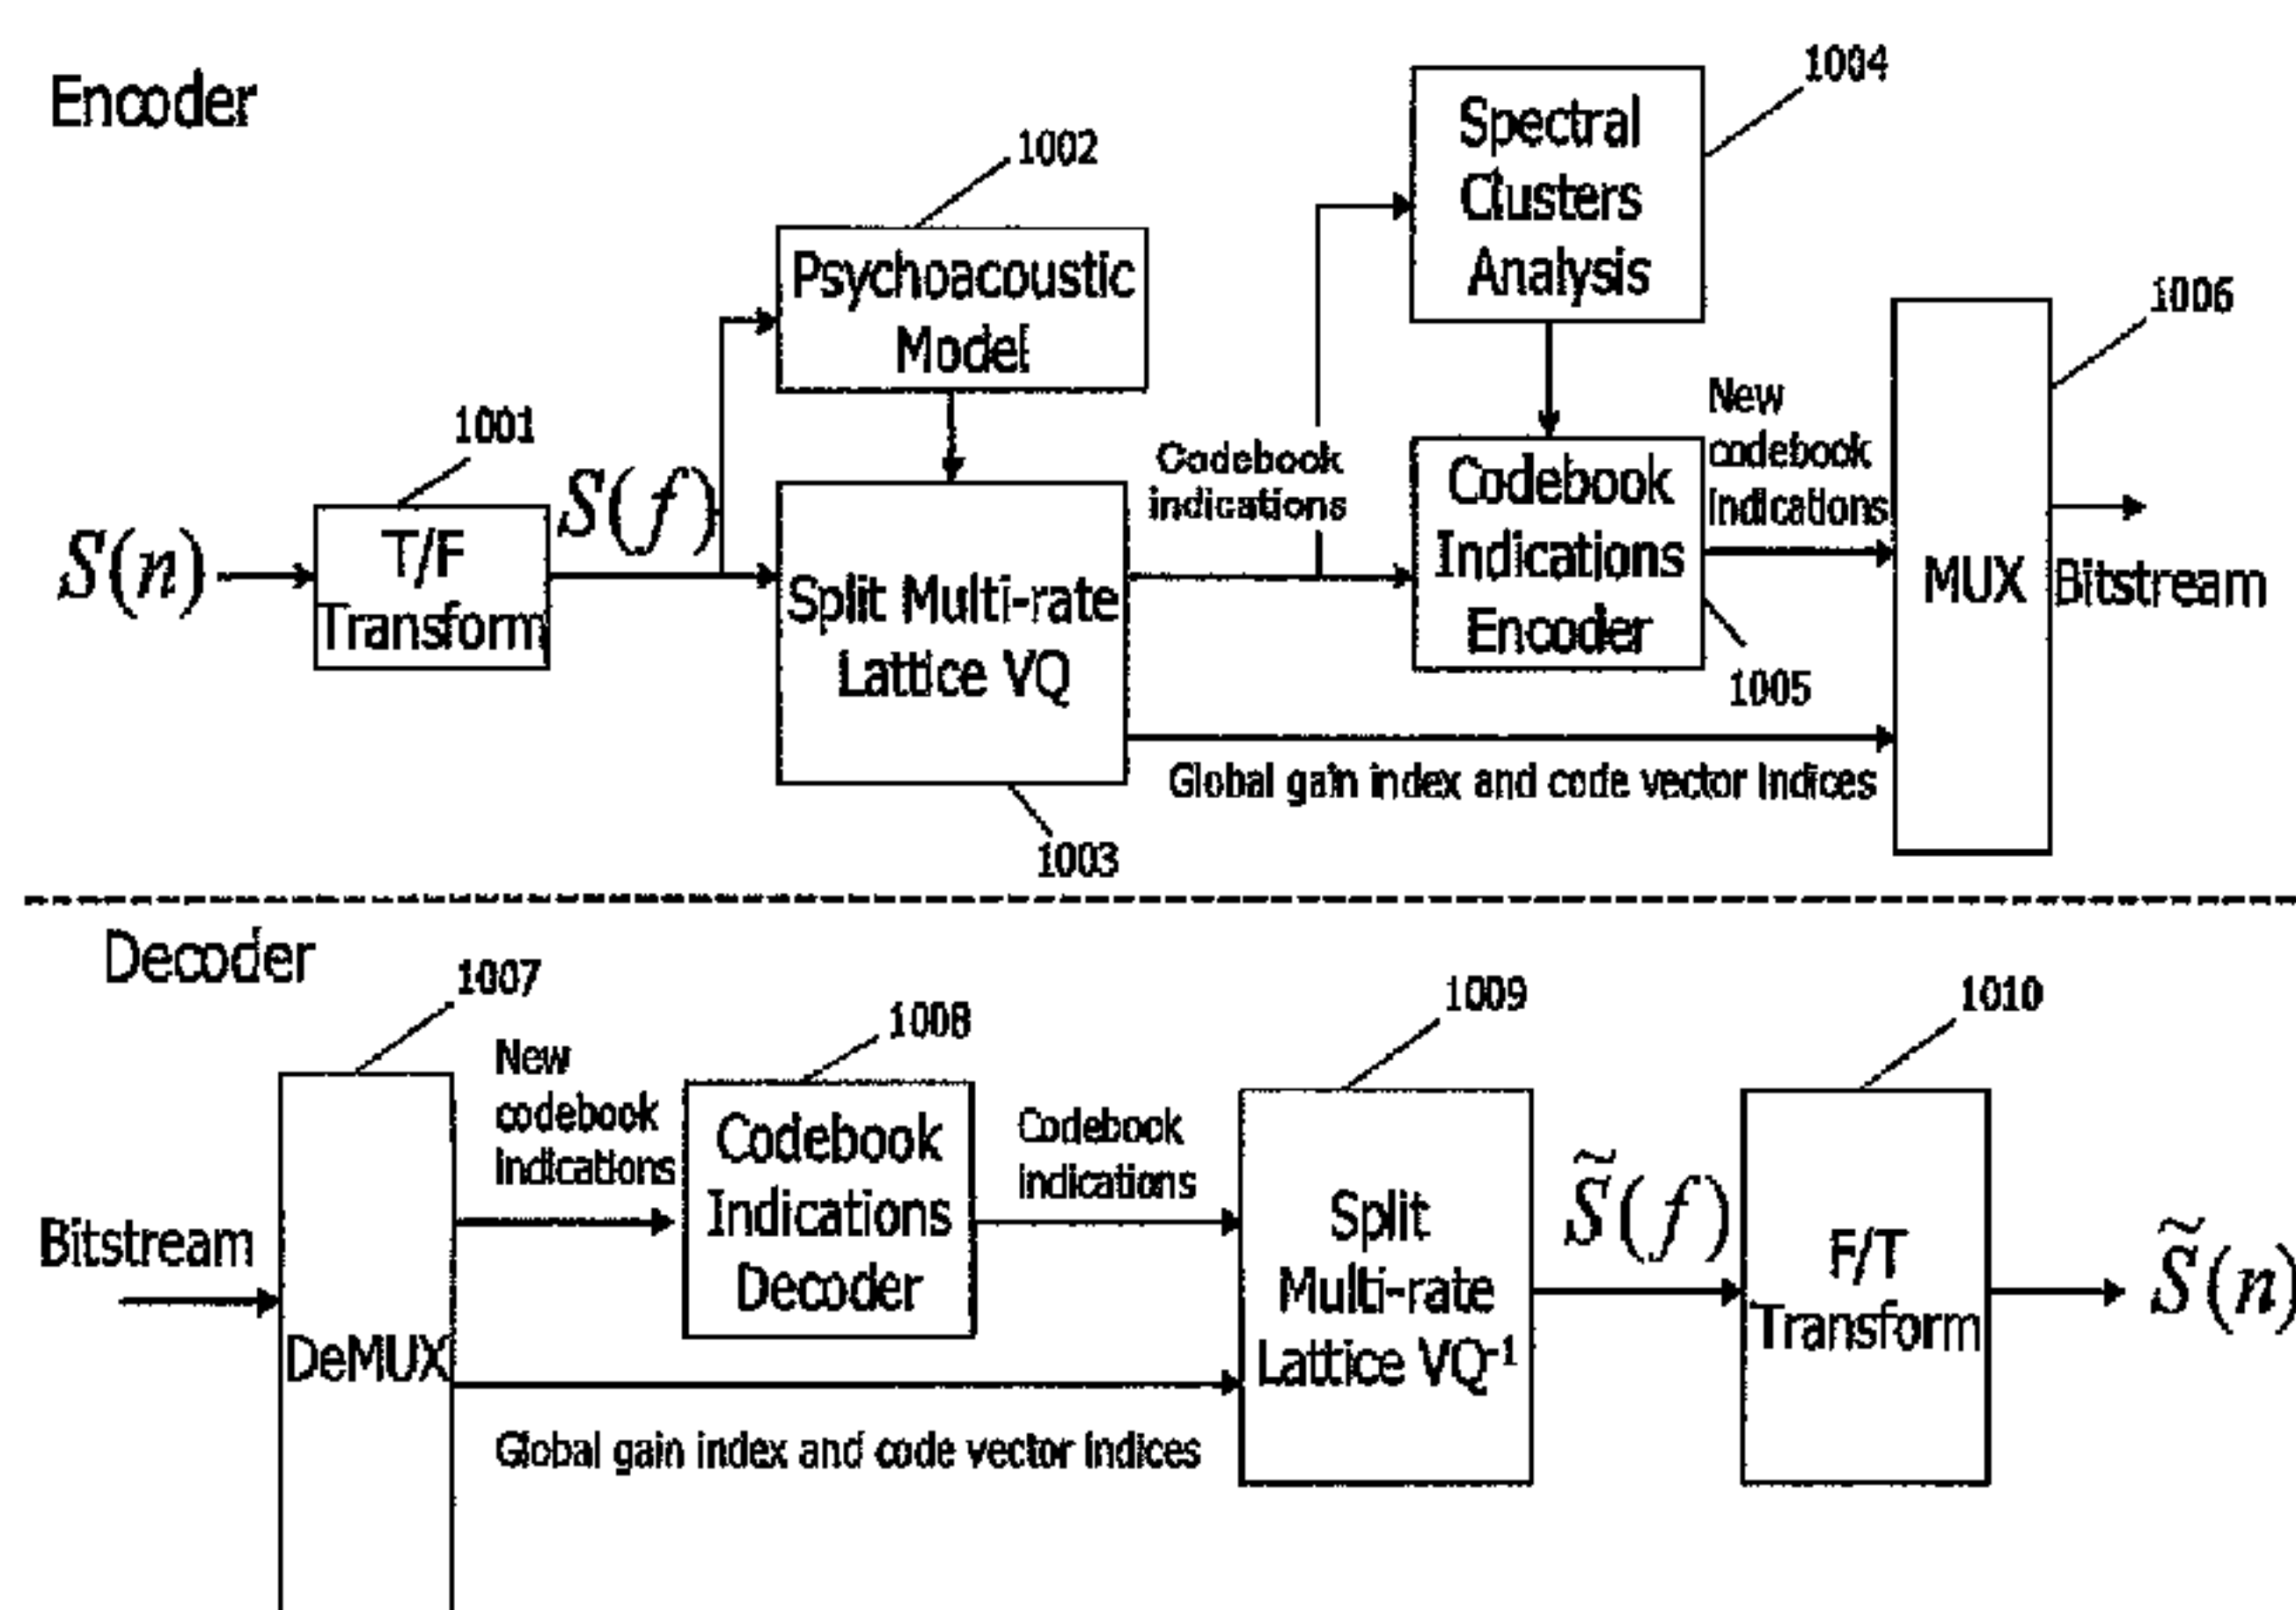 Encoder
1004
Spectral
Clusters
Analysis
1002
Psychoacoustic
Model
1006
1001
S(f)
New
codebook
indications
Codebook
indications
Codebook
Indications
Encoder
S(n)
T/F
Transform
Split Multi-rate
Lattice VQ
MUX
Bitstream
1005
Global gain index and code vector indices
1003
Decoder
1007
1008
1009
1010
New
codebook
indications
Codebook
Indications
Decoder
Codebook
indications
Bitstream
DeMUX
Split
Multi-rate
Lattice VQ⁻¹
S̃(f)
F/T
Transform
S̃(n)
Global gain index and code vector indices